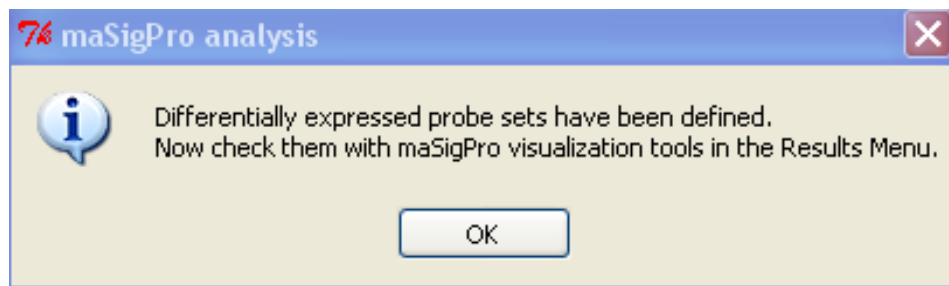 maSigPro analysis
Differentially expressed probe sets have been defined.
Now check them with maSigPro visualization tools in the Results Menu.
OK